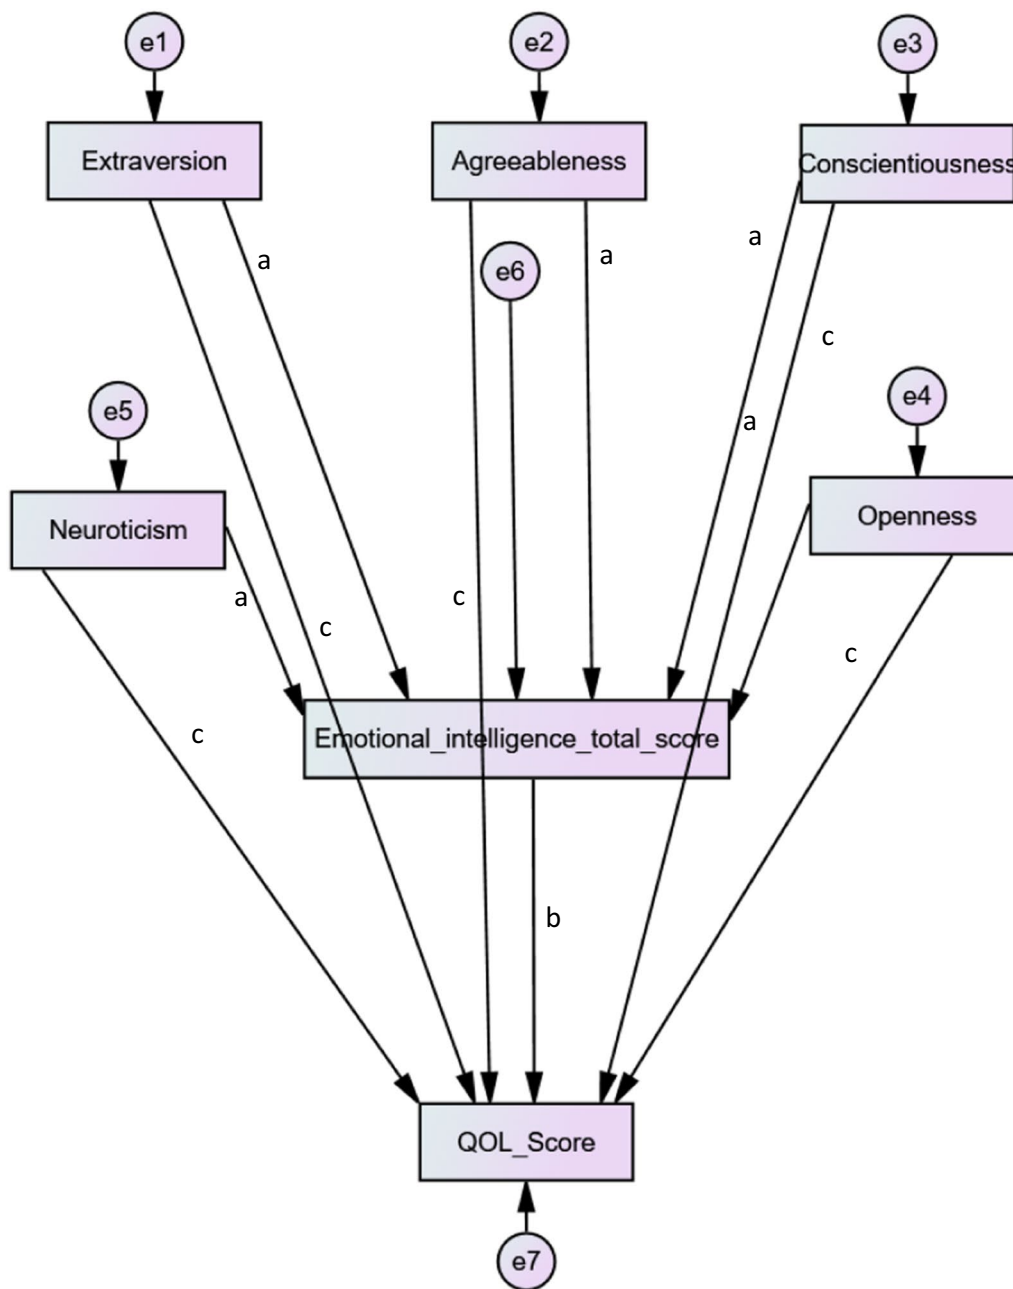 e1
e2
e3
Extraversion
Agreeableness
Conscientiousness
a
a
a
e6
c
e5
e4
a
Neuroticism
Openness
a
c
c
c
c
Emotional_intelligence_total_score
b
QOL_Score
e7